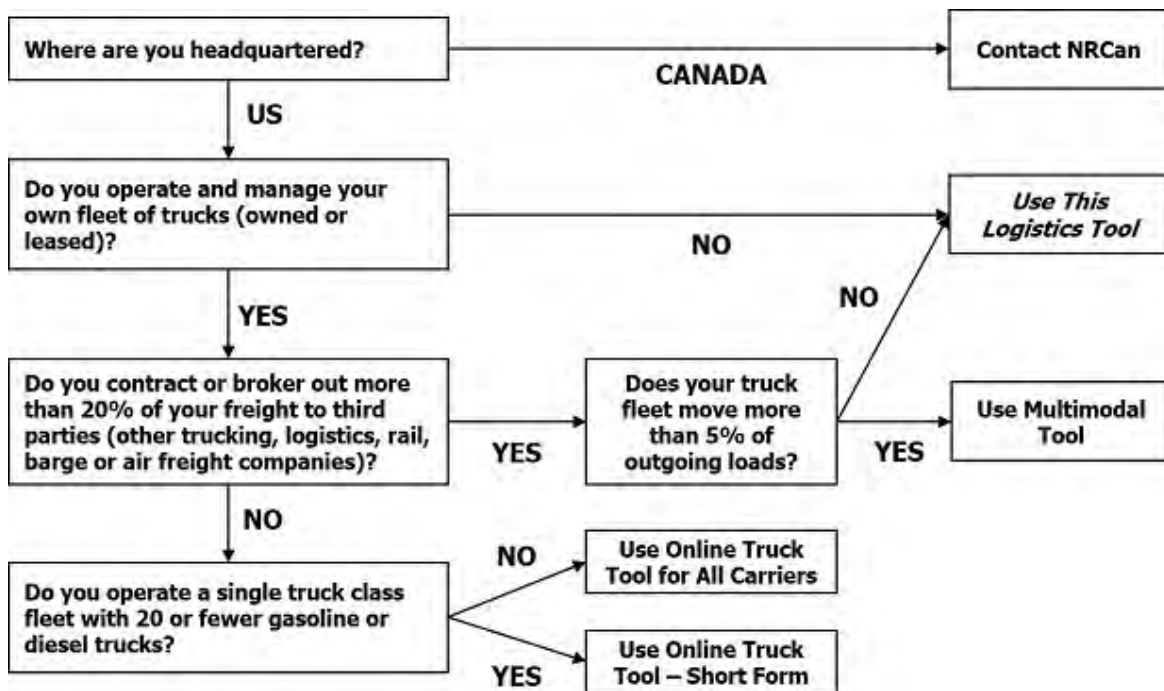 Where are you headquartered?
CANADA
Contact NRCan
US
Do you operate and manage your
own fleet of trucks (owned or
leased)?
NO
Use This
Logistics Tool
YES
NO
Do you contract or broker out more
than 20% of your freight to third
parties (other trucking, logistics, rail,
barge or air freight companies)?
YES
Does your truck
fleet move more
than 5% of
outgoing loads?
YES
Use Multimodal
Tool
NO
Do you operate a single truck class
fleet with 20 or fewer gasoline or
diesel trucks?
NO
Use Online Truck
Tool for All Carriers
YES
Use Online Truck
Tool – Short Form